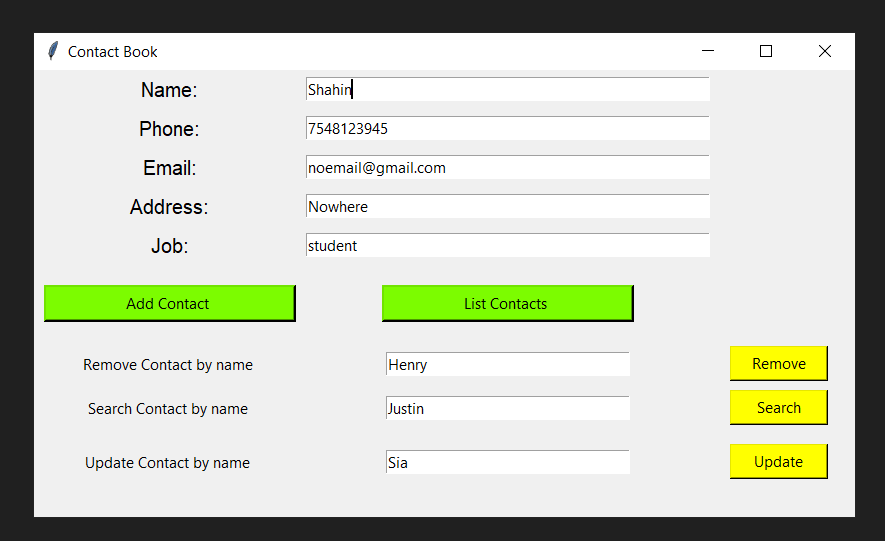 Contact Book
Name: Shahin
Phone: 7548123945
Email: noemail@gmail.com
Address: Nowhere
Job: student
Add Contact List Contacts
Remove Contact by name Henry Remove
Search Contact by name Justin Search
Update Contact by name Sia Update